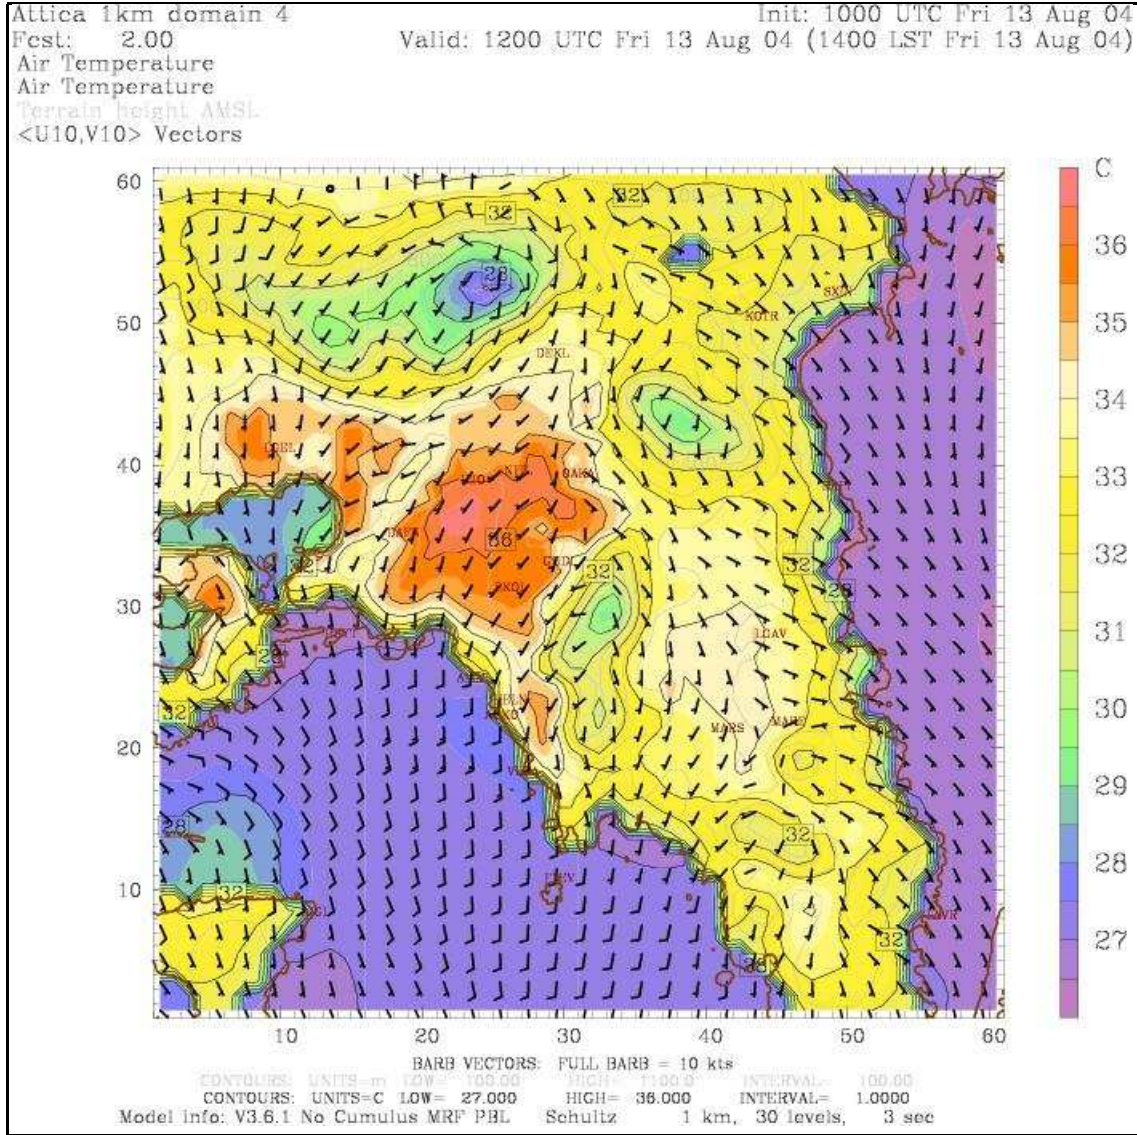 Attica 1km domain 4 Init: 1000 UTC Fri 13 Aug 04
Fcst: 2.00 Valid: 1200 UTC Fri 13 Aug 04 (1400 LST Fri 13 Aug 04)
Air Temperature
Air Temperature
Terrain height AMSL
<U10,V10> Vectors
C
60
32
32
36
28
50
KOTR
35
DEKL
34
40
33
36
32
32
32
32
30
28
31
LGAV
28
32
30
MARS
20
29
28
32
28
10
32
32
27
28
10 20 30 40 50 60
BARB VECTORS: FULL BARB = 10 kts
CONTOURS: UNITS=m LOW= 100.00 HIGH= 1100.0 INTERVAL= 100.00
CONTOURS: UNITS=C LOW= 27.000 HIGH= 36.000 INTERVAL= 1.0000
Model info: V3.6.1 No Cumulus MRF PBL Schultz 1 km, 30 levels, 3 sec